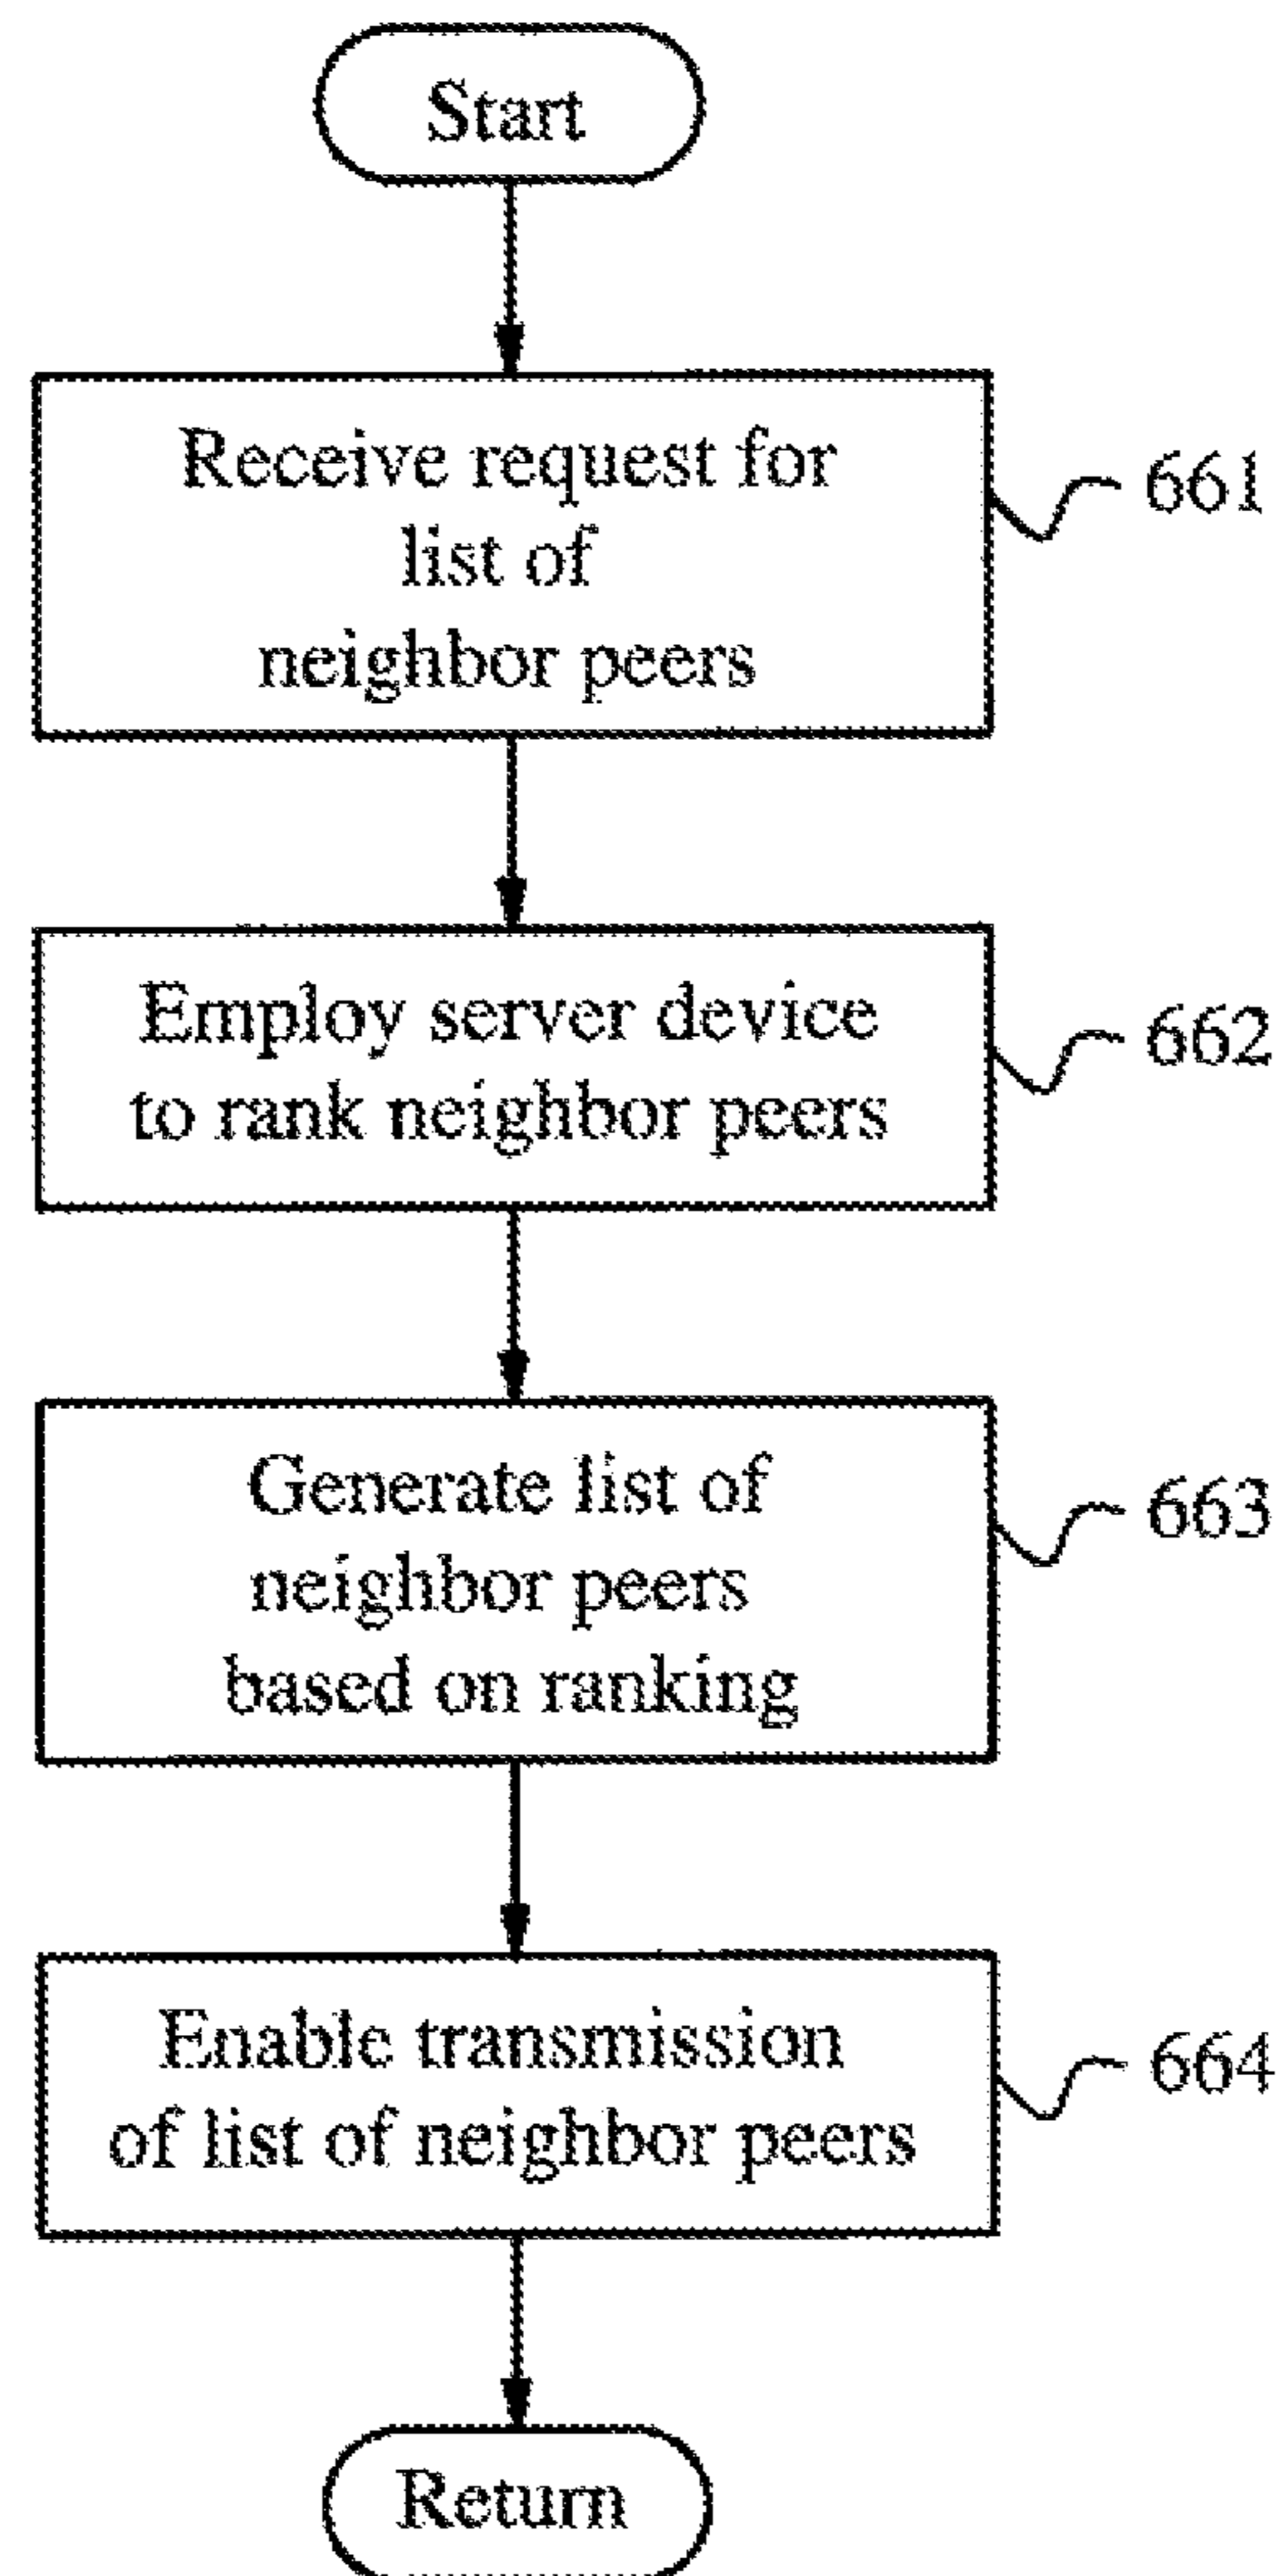 Start
Receive request for
list of
neighbor peers
661
Employ server device
to rank neighbor peers
662
Generate list of
neighbor peers
based on ranking
663
Enable transmission
of list of neighbor peers
664
Return